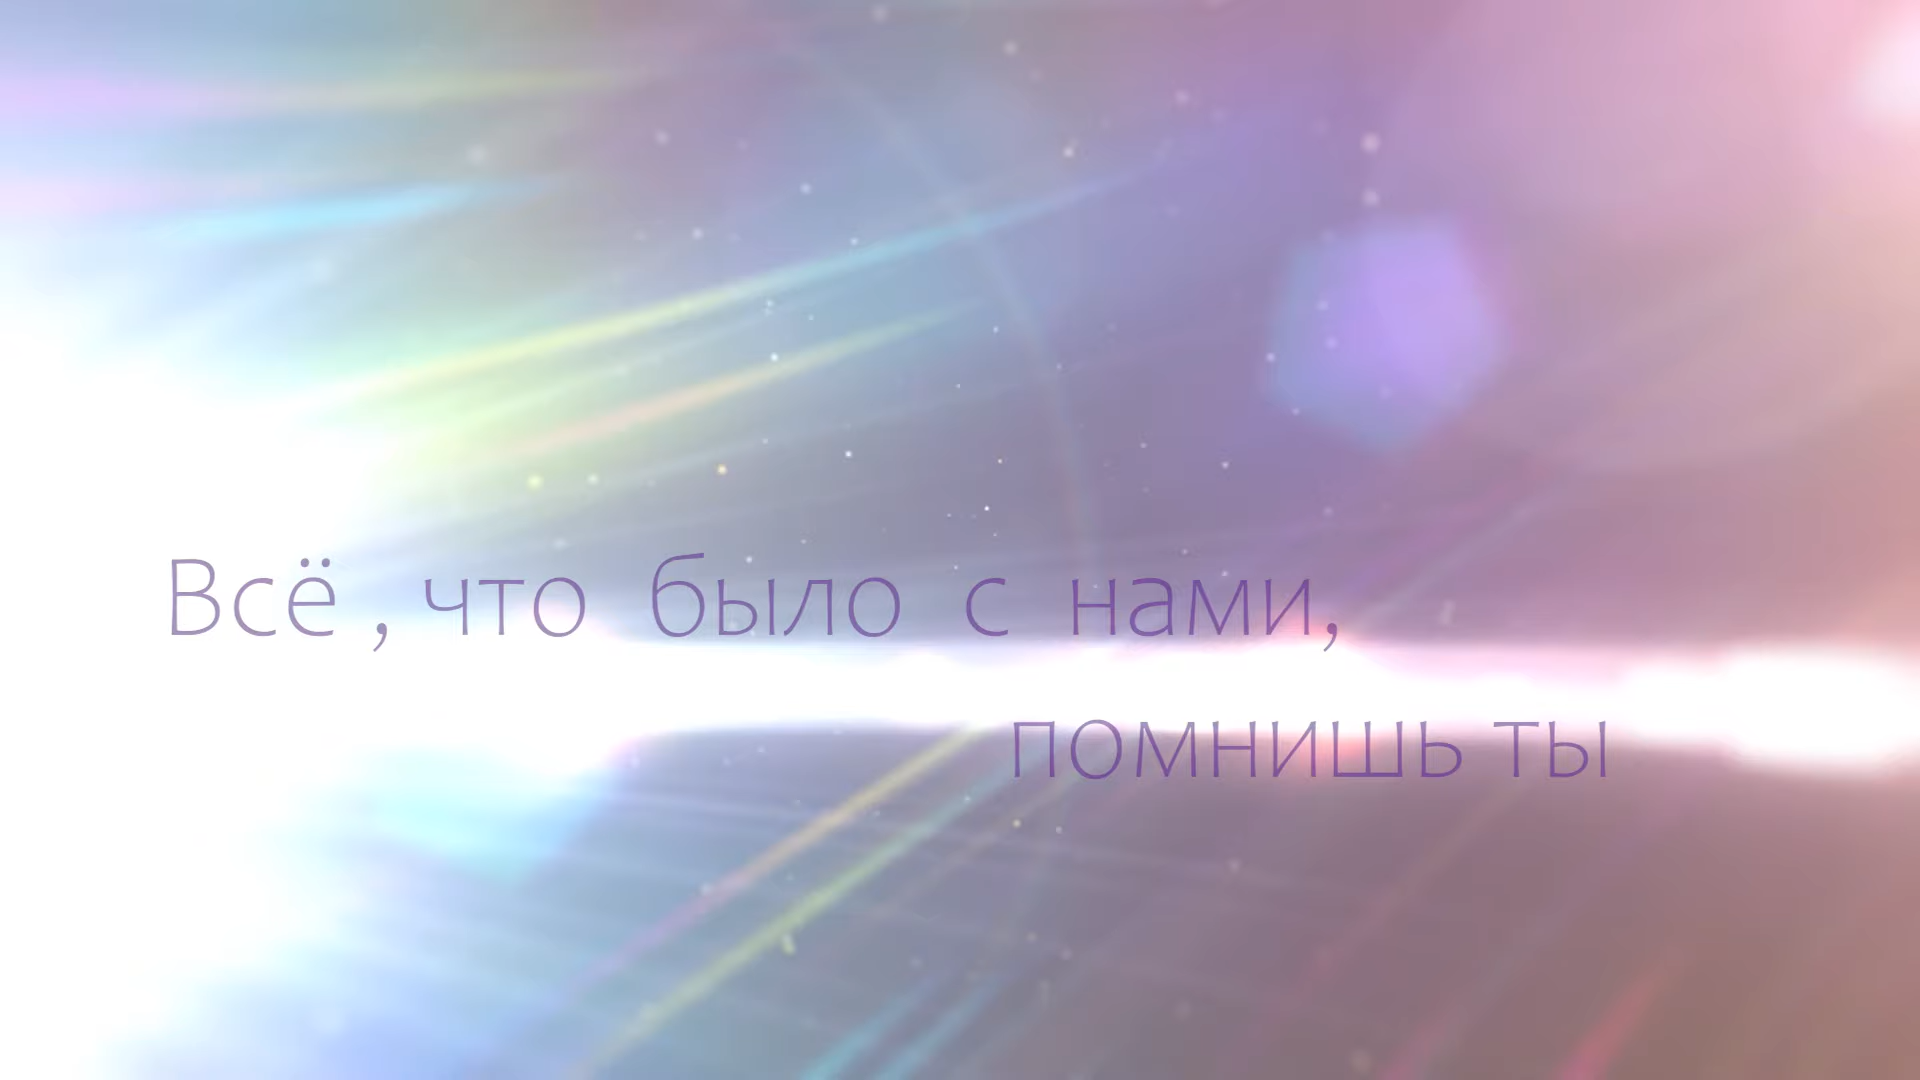 Всё , что было с нами,
помнишь ты